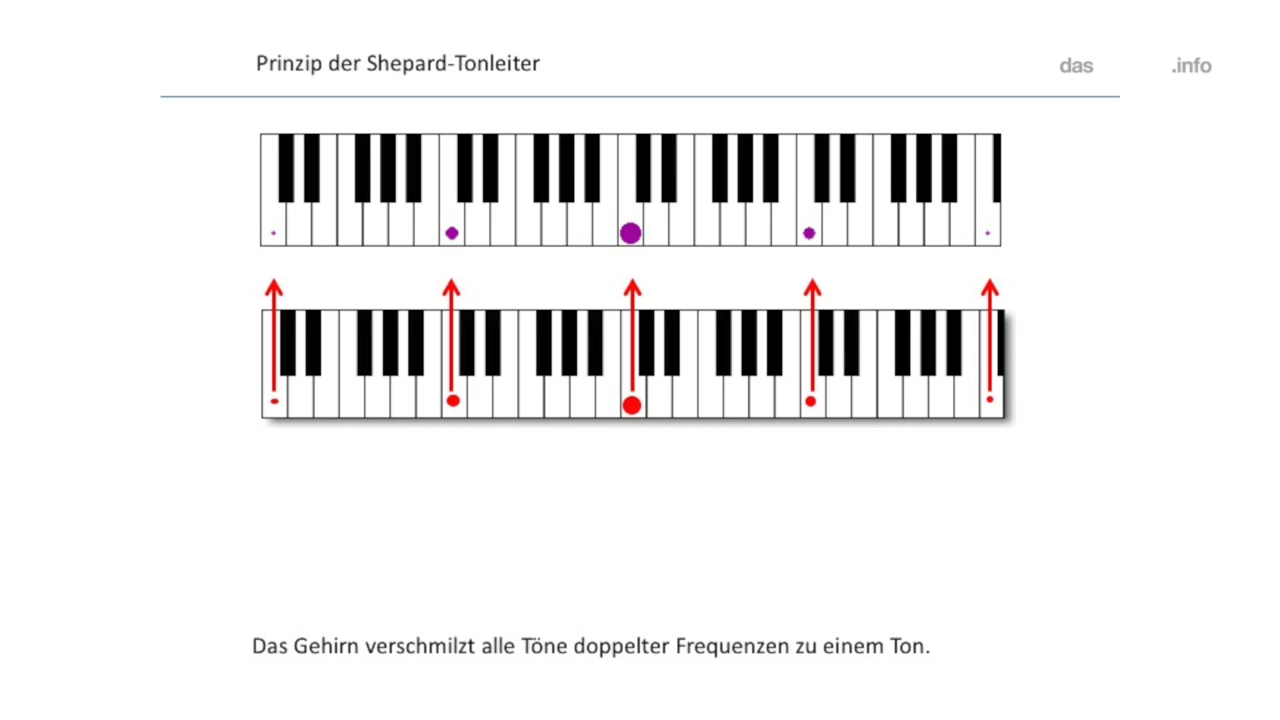 Prinzip der Shepard-Tonleiter
das .info
Das Gehirn verschmilzt alle Töne doppelter Frequenzen zu einem Ton.